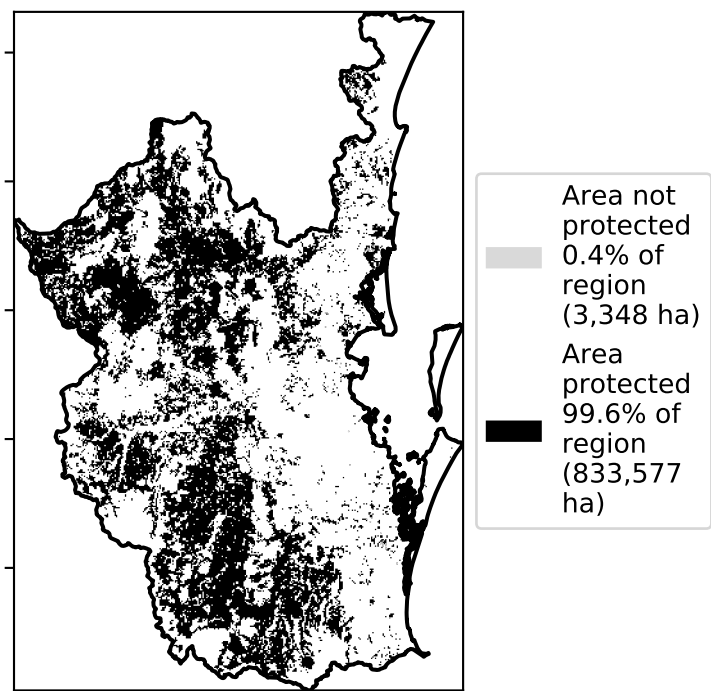 Area not
protected
0.4% of
region
(3,348 ha)
Area
protected
99.6% of
region
(833,577
ha)